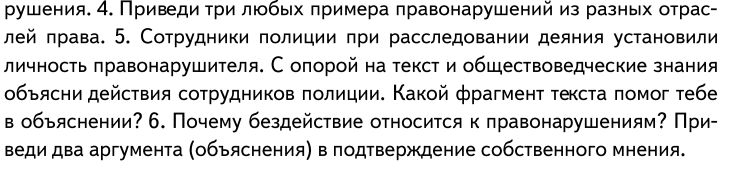 рушения. 4. Приведи три любых примера правонарушений из разных отрас-
лей права. 5. Сотрудники полиции при расследовании деяния установили
личность правонарушителя. С опорой на текст и обществоведческие знания
объясни действия сотрудников полиции. Какой фрагмент текста помог тебе
в объяснении? 6. Почему бездействие относится к правонарушениям? При-
веди два аргумента (объяснения) в подтверждение собственного мнения.